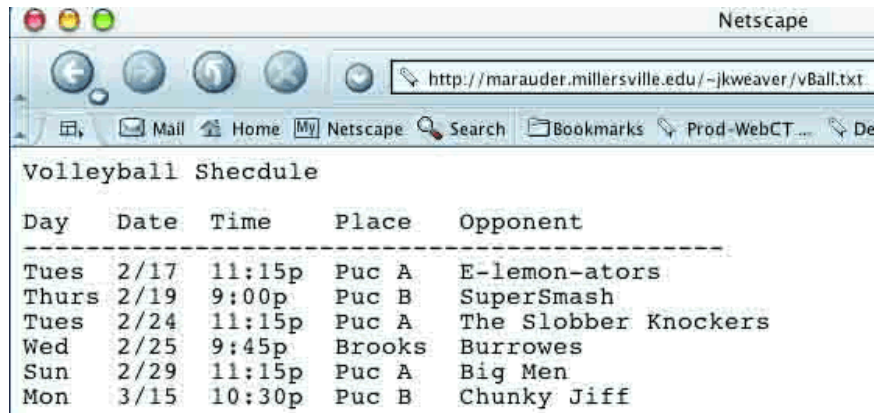 Netscape
http://marauder.millersville.edu/~jkweaver/vBall.txt
Mail Home My Netscape Search Bookmarks Prod-WebCT ... De
Volleyball Shecdule
Day Date Time Place Opponent
---------------------------------------------
Tues 2/17 11:15p Puc A E-lemon-ators
Thurs 2/19 9:00p Puc B SuperSmash
Tues 2/24 11:15p Puc A The Slobber Knockers
Wed 2/25 9:45p Brooks Burrowes
Sun 2/29 11:15p Puc A Big Men
Mon 3/15 10:30p Puc B Chunky Jiff